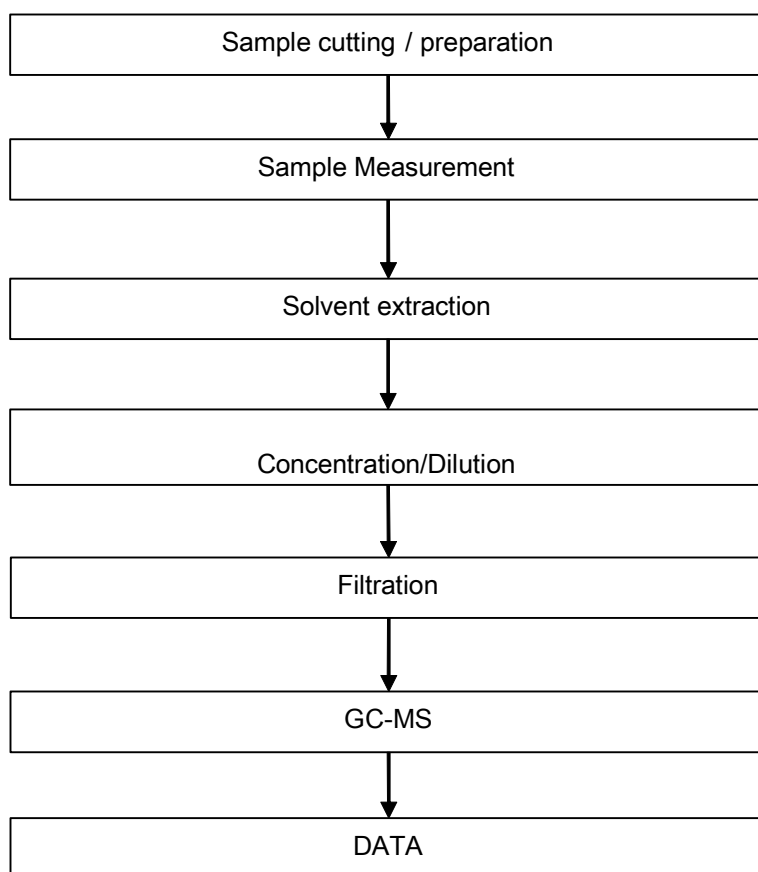 Sample cutting / preparation
Sample Measurement
Solvent extraction
Concentration/Dilution
Filtration
GC-MS
DATA